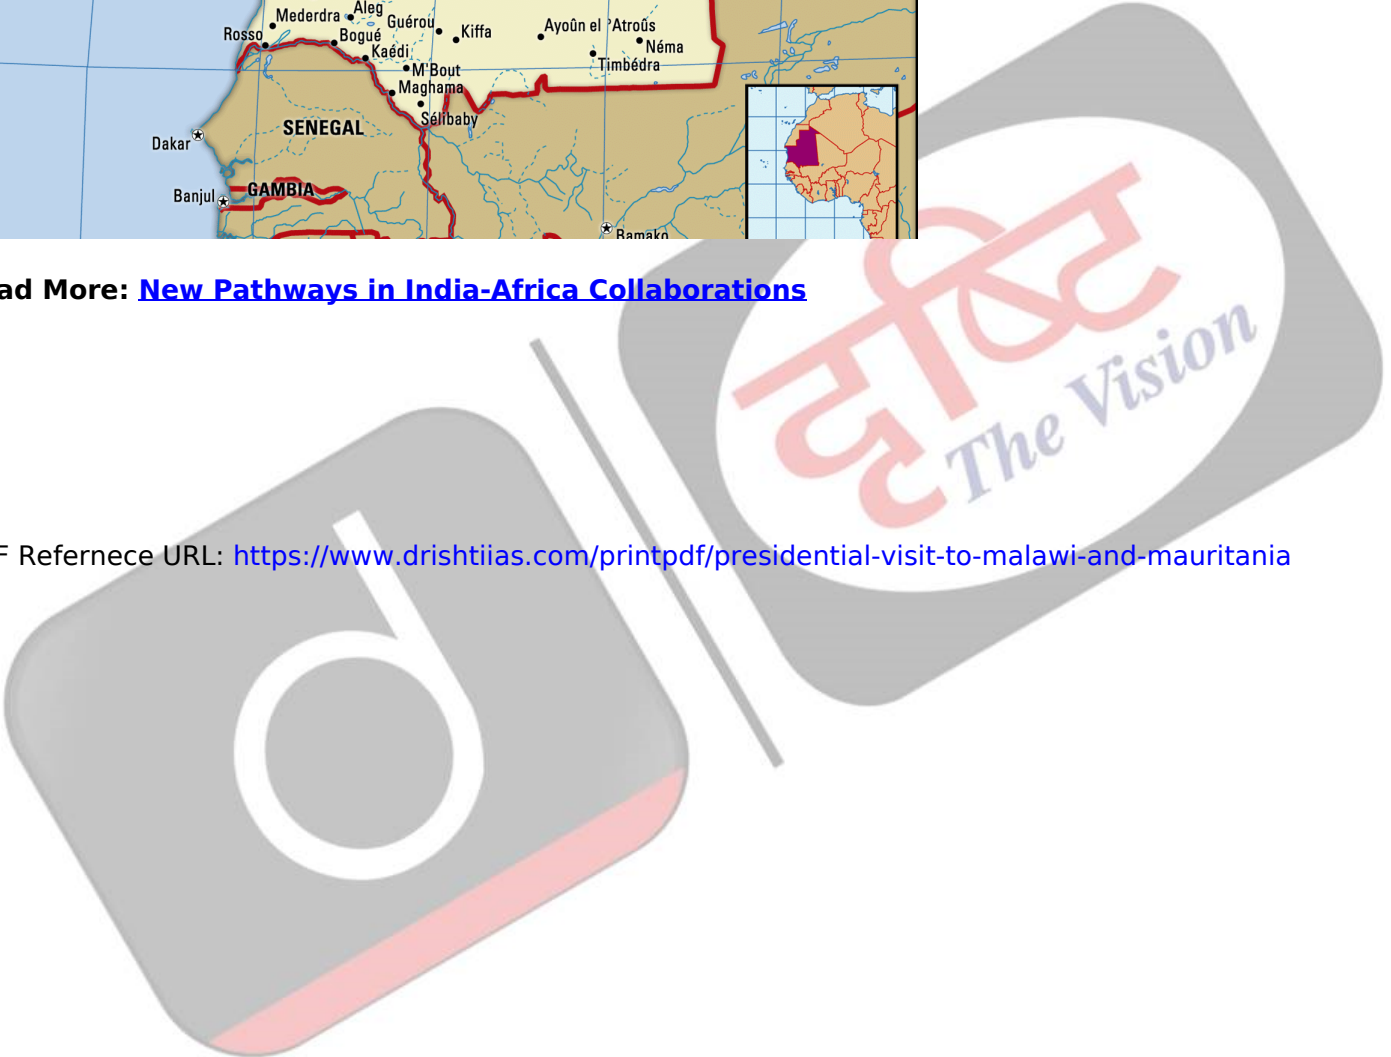 Aleg
Mederdra
Guérou
Rosso
Bogué
Kiffa
Ayoûn el ʾAtroûs
Kaédi
Néma
Timbédra
M'Bout
Maghama
Sélibaby
SENEGAL
Dakar
GAMBIA
Banjul
Bamako
ad More: New Pathways in India-Africa Collaborations
दृष्टि
The Vision
F Refernece URL: https://www.drishtiias.com/printpdf/presidential-visit-to-malawi-and-mauritania
d